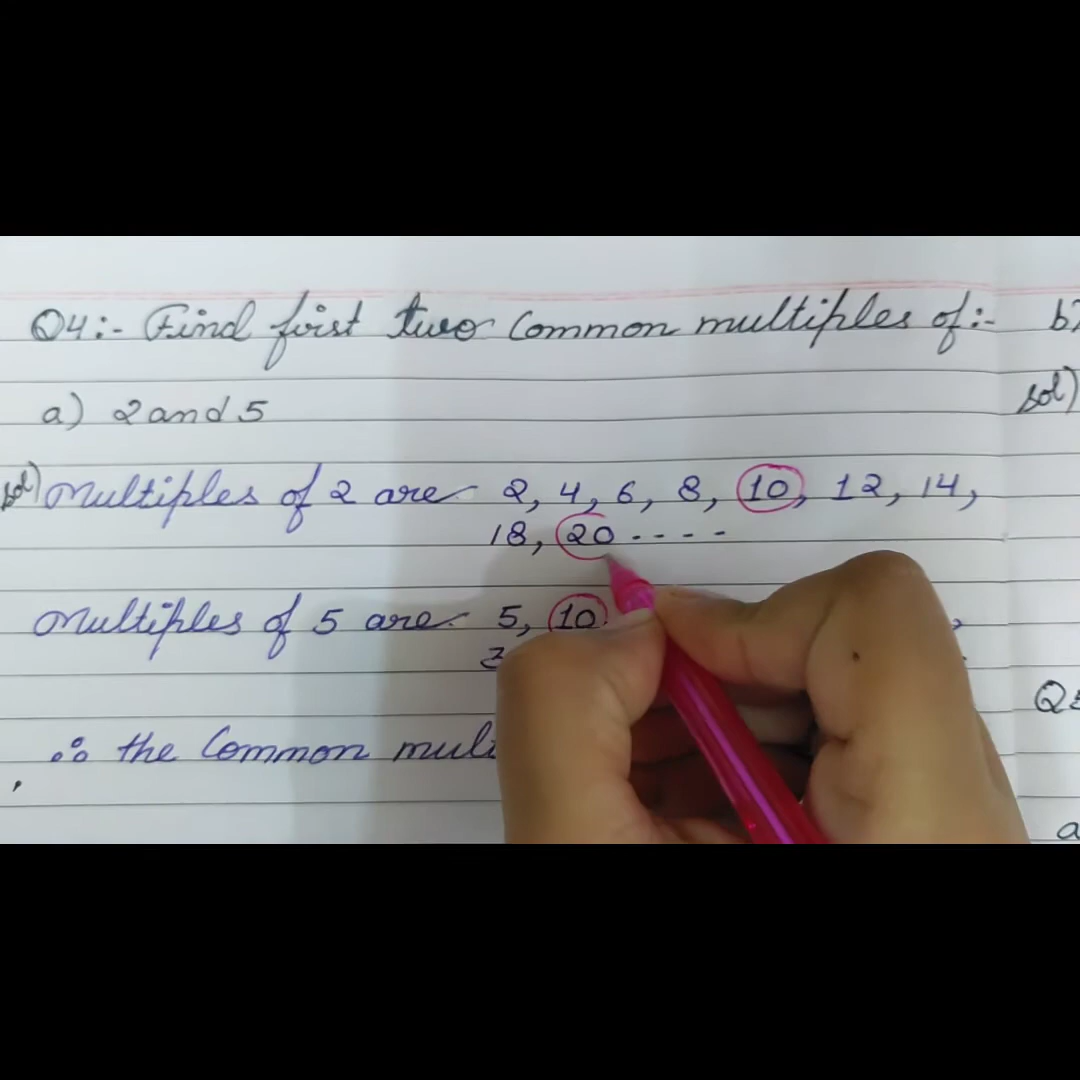 Q4:- Find first two Common multiples of:-
a) 2 and 5
sol) Multiples of 2 are 2, 4, 6, 8, 10, 12, 14,
18, 20 - - - -
Multiples of 5 are 5, 10
∴ the Common
b)
sol)
a